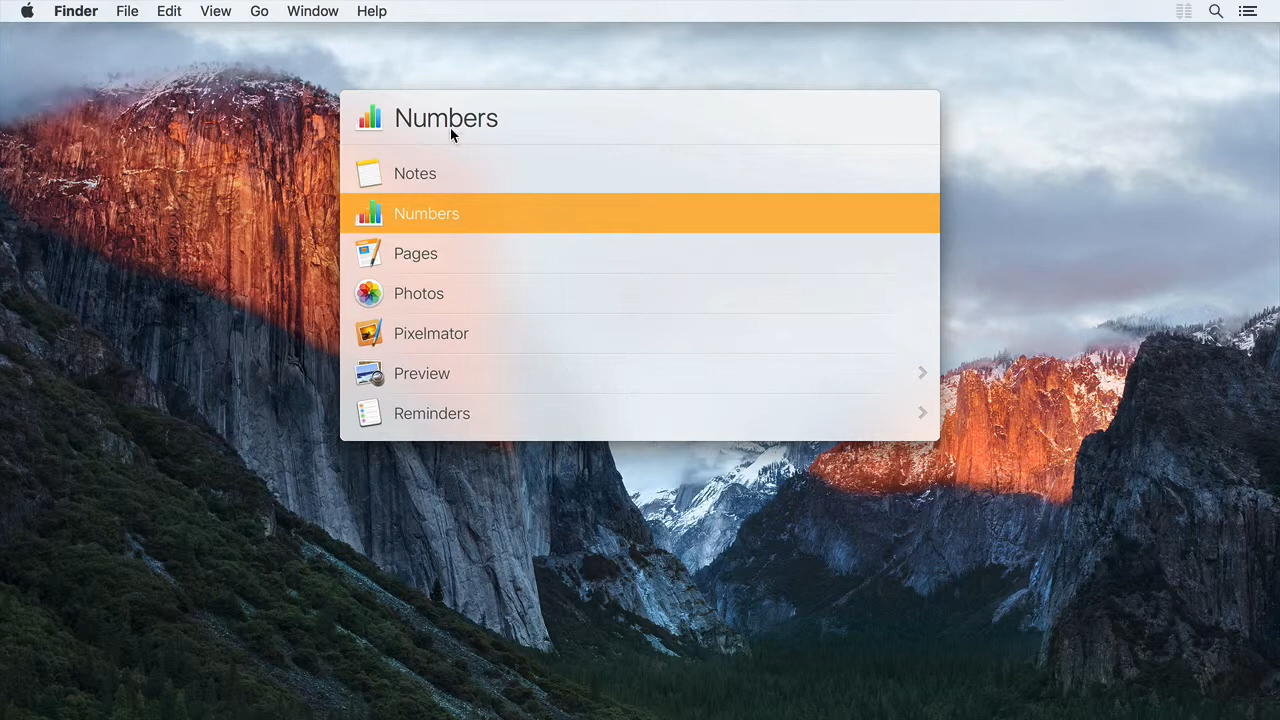 Finder File Edit View Go Window Help
Numbers
Notes
Numbers
Pages
Photos
Pixelmator
Preview
Reminders